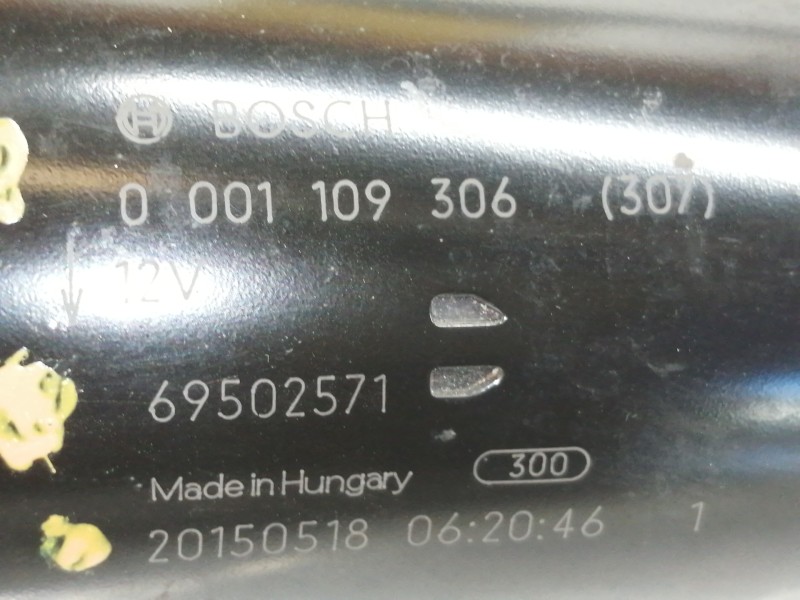 BOSCH
0 001 109 306 (307)
12V
69502571
Made in Hungary 300
20150518 06:20:46 1